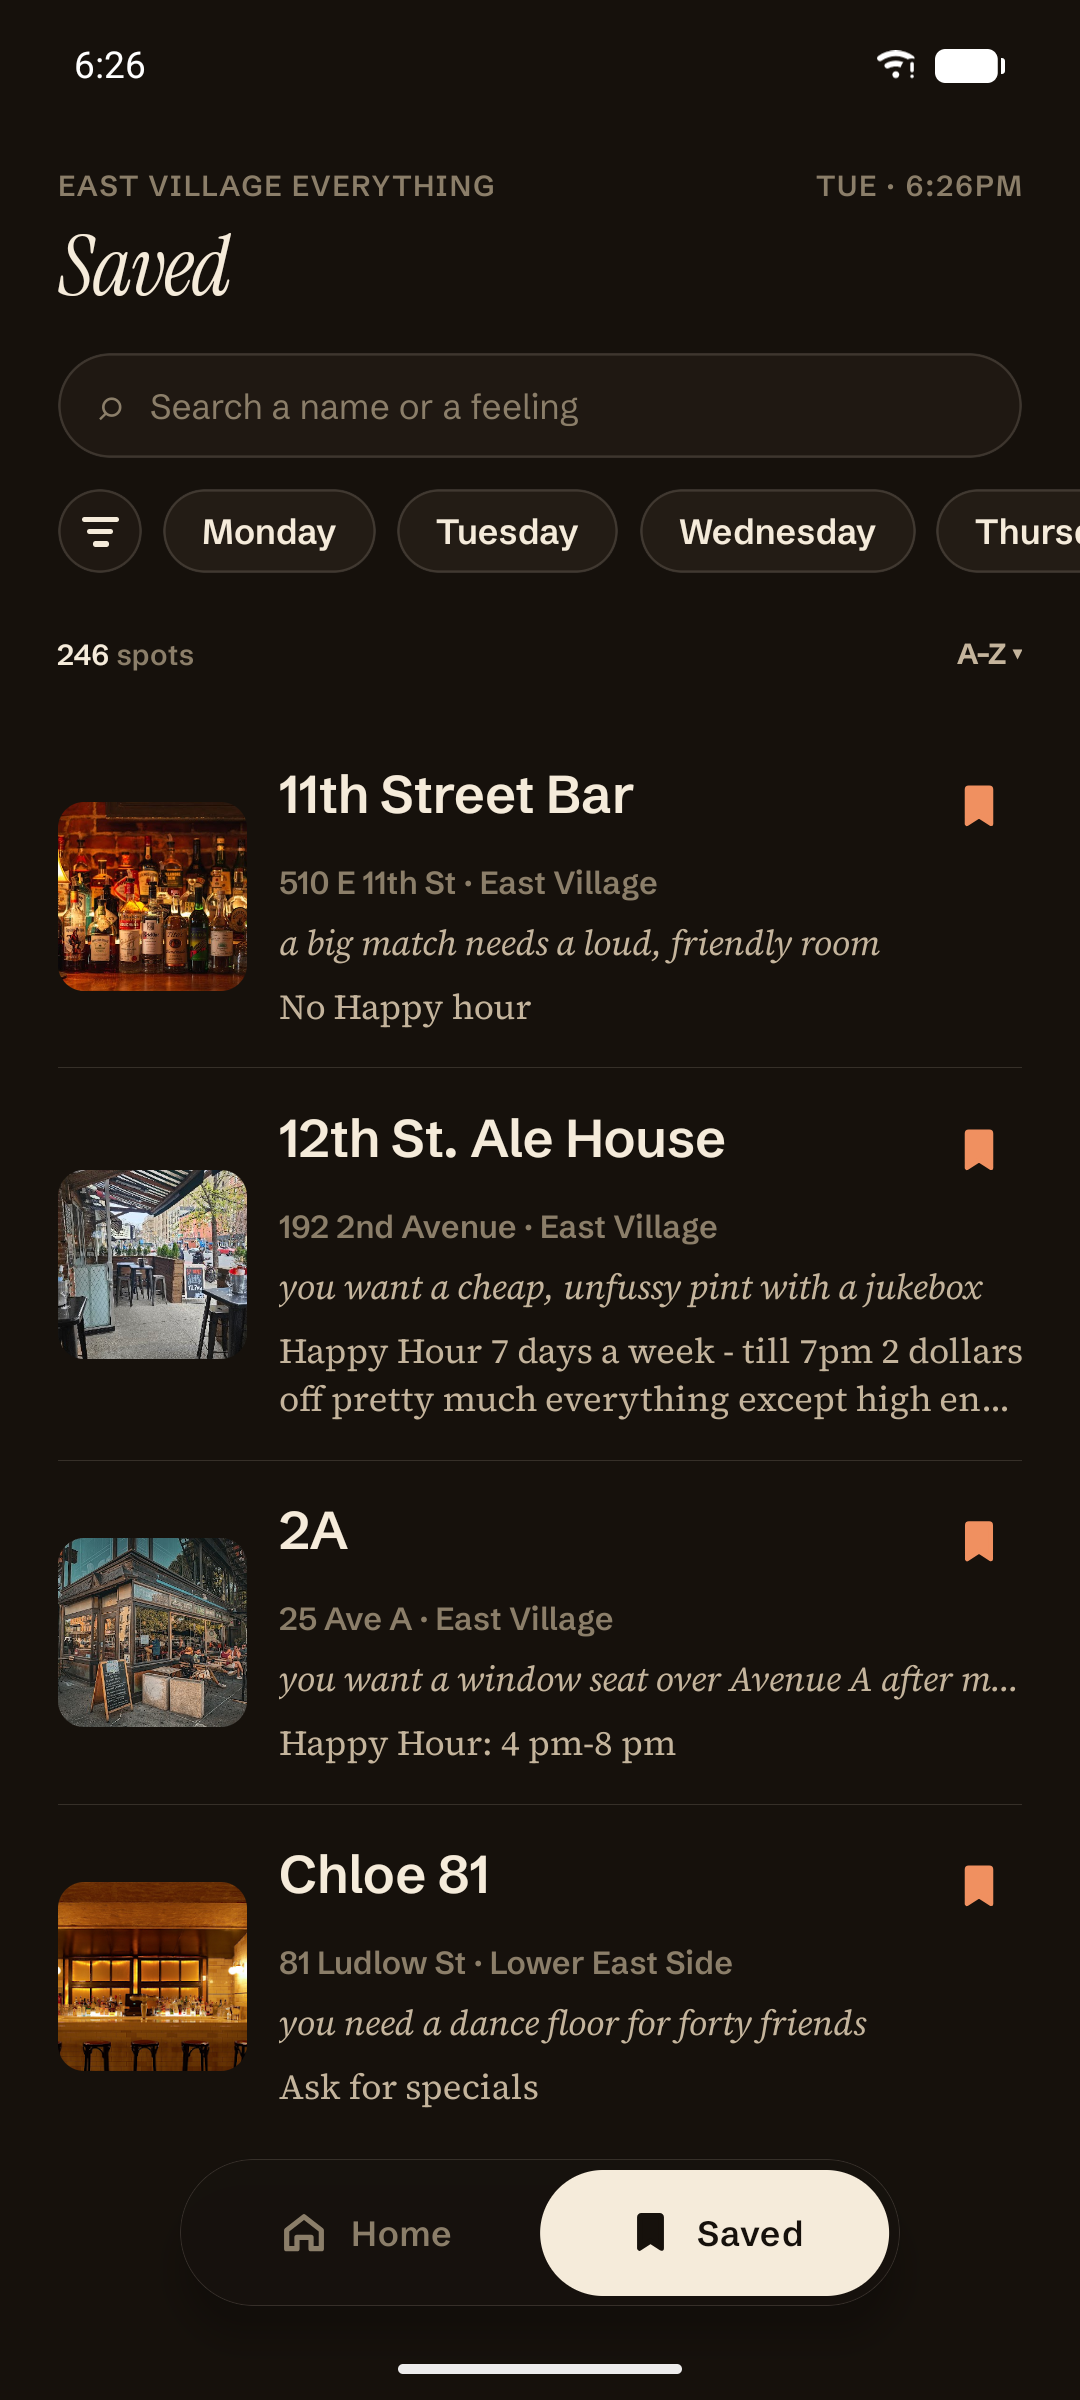 6:26
EAST VILLAGE EVERYTHING
TUE · 6:26PM
Saved
Search a name or a feeling
Monday
Tuesday
Wednesday
Thurs
246 spots
A–Z ▾
11th Street Bar
510 E 11th St · East Village
a big match needs a loud, friendly room
No Happy hour
12th St. Ale House
192 2nd Avenue · East Village
you want a cheap, unfussy pint with a jukebox
Happy Hour 7 days a week - till 7pm 2 dollars
off pretty much everything except high en...
2A
25 Ave A · East Village
you want a window seat over Avenue A after m...
Happy Hour: 4 pm-8 pm
Chloe 81
81 Ludlow St · Lower East Side
you need a dance floor for forty friends
Ask for specials
Home
Saved